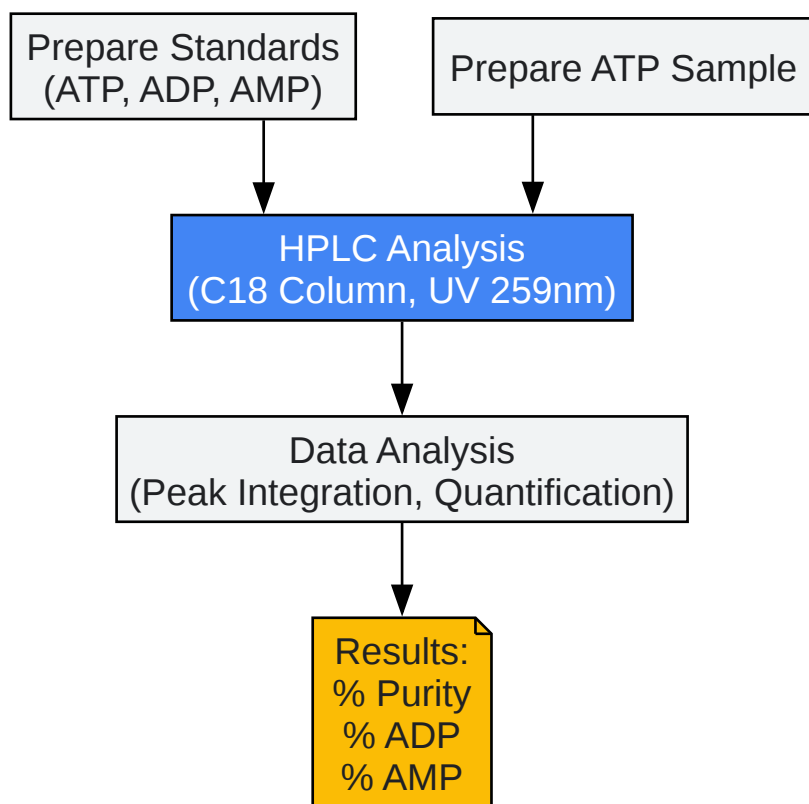 Prepare Standards
(ATP, ADP, AMP)
Prepare ATP Sample
HPLC Analysis
(C18 Column, UV 259nm)
Data Analysis
(Peak Integration, Quantification)
Results:
% Purity
% ADP
% AMP